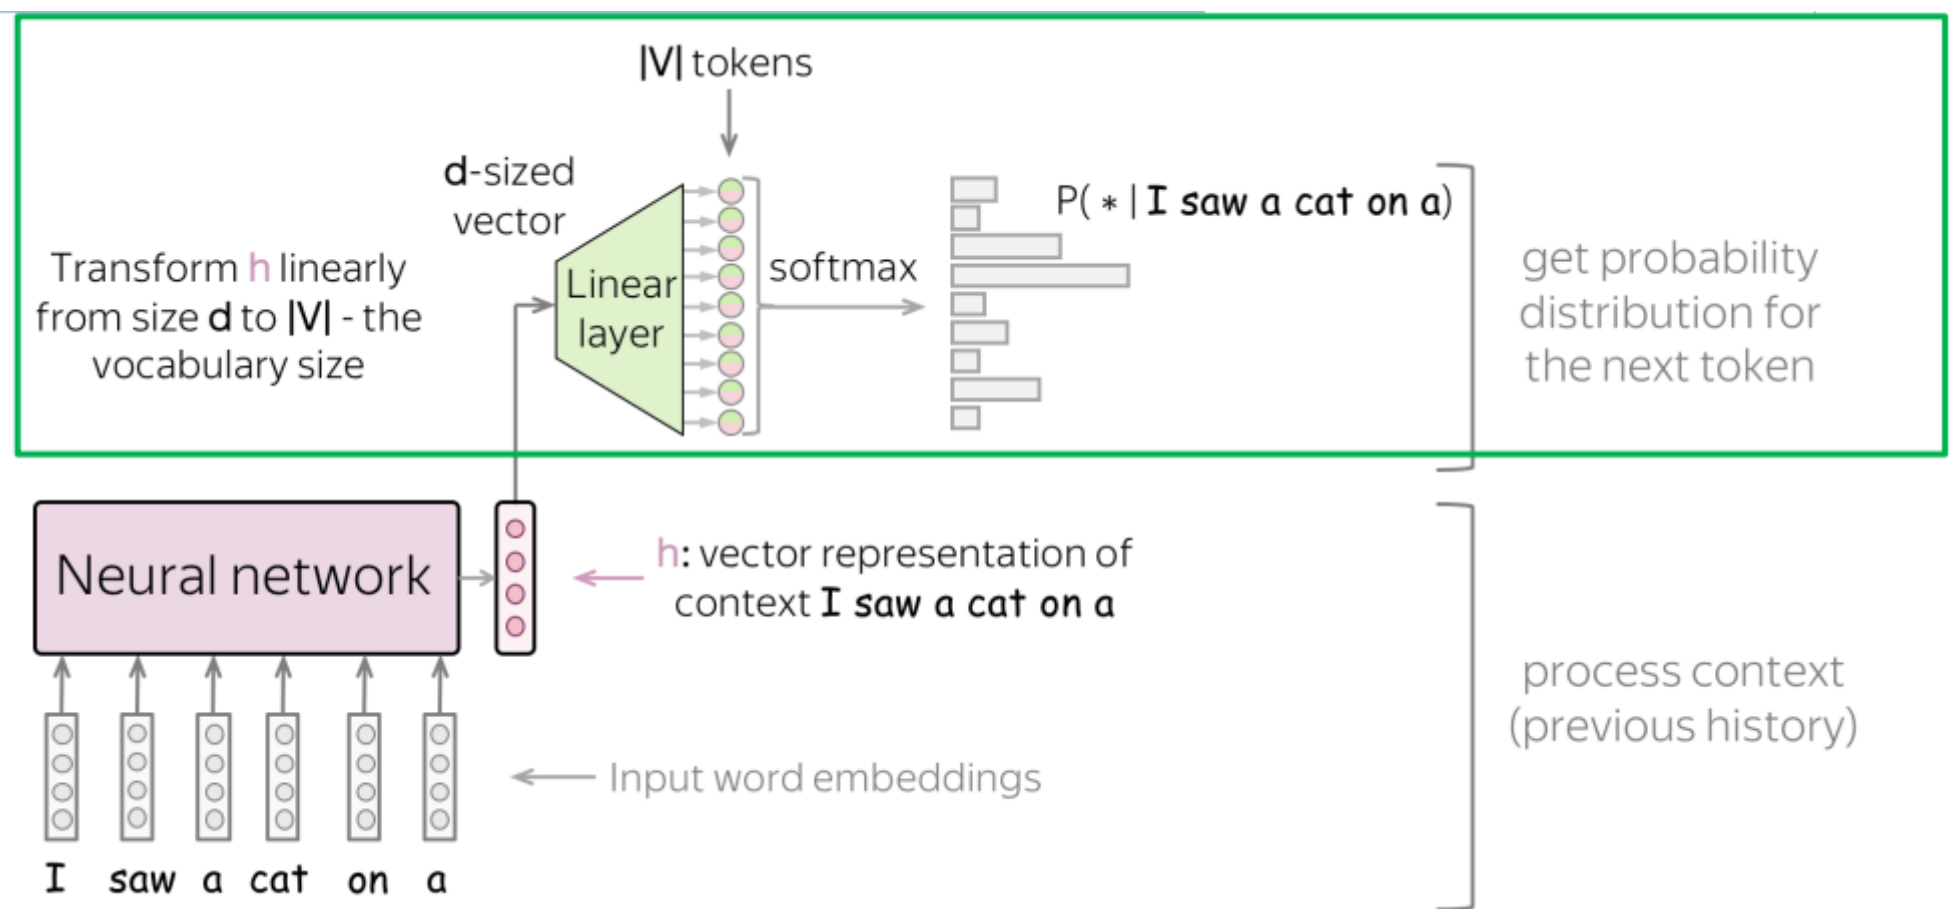 |V| tokens
d-sized
vector
Transform h linearly
from size d to |V| - the
vocabulary size
Linear
layer
softmax
P( * | I saw a cat on a)
get probability
distribution for
the next token
Neural network
h: vector representation of
context I saw a cat on a
process context
(previous history)
Input word embeddings
I saw a cat on a